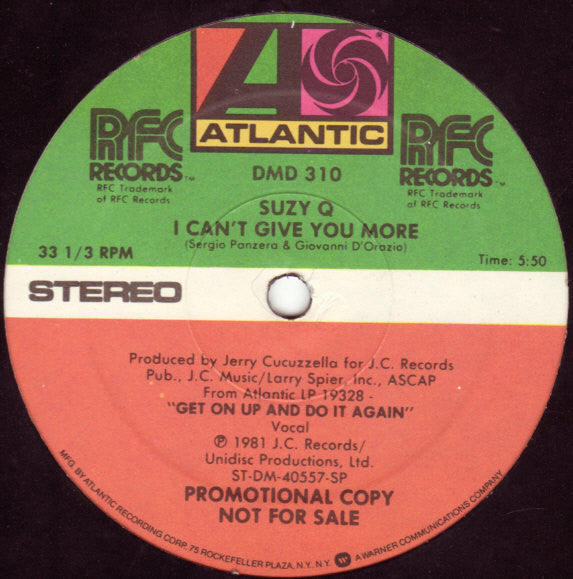 ATLANTIC
RFC
RECORDS™
RFC Trademark
of RFC Records
RFC
RECORDS™
RFC Trademark
of RFC Records
DMD 310
SUZY Q
I CAN'T GIVE YOU MORE
(Sergio Panzera & Giovanni D'Orazio)
33 1/3 RPM
Time: 5:50
STEREO
Produced by Jerry Cucuzzella for J.C. Records
Pub., J.C. Music/Larry Spier, Inc., ASCAP
From Atlantic LP 19328 -
"GET ON UP AND DO IT AGAIN"
Vocal
℗ 1981 J.C. Records/
Unidisc Productions, Ltd.
ST-DM-40557-SP
PROMOTIONAL COPY
NOT FOR SALE
MFG. BY ATLANTIC RECORDING CORP., 75 ROCKEFELLER PLAZA, N.Y. N.Y. W A WARNER COMMUNICATIONS COMPANY